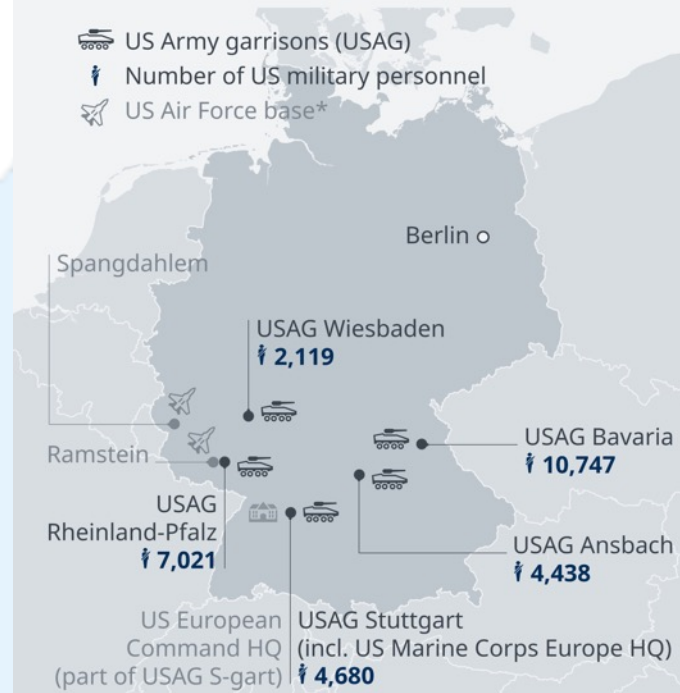 US Army garrisons (USAG)
Number of US military personnel
US Air Force base*
Berlin
Spangdahlem
USAG Wiesbaden
2,119
Ramstein
USAG Bavaria
10,747
USAG
Rheinland-Pfalz
7,021
USAG Ansbach
4,438
US European
Command HQ
(part of USAG S-gart)
USAG Stuttgart
(incl. US Marine Corps Europe HQ)
4,680